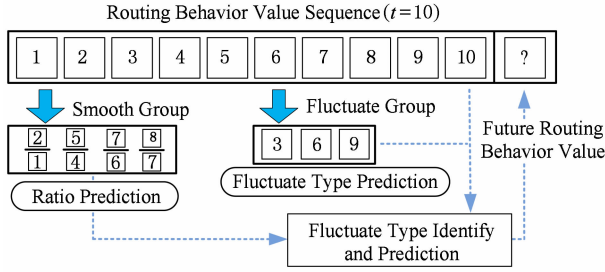 Routing Behavior Value Sequence (t=10)
1 2 3 4 5 6 7 8 9 10 ?
Smooth Group
Fluctuate Group
2 5 7 8
1 4 6 7
3 6 9
Future Routing
Behavior Value
Ratio Prediction
Fluctuate Type Prediction
Fluctuate Type Identify
and Prediction